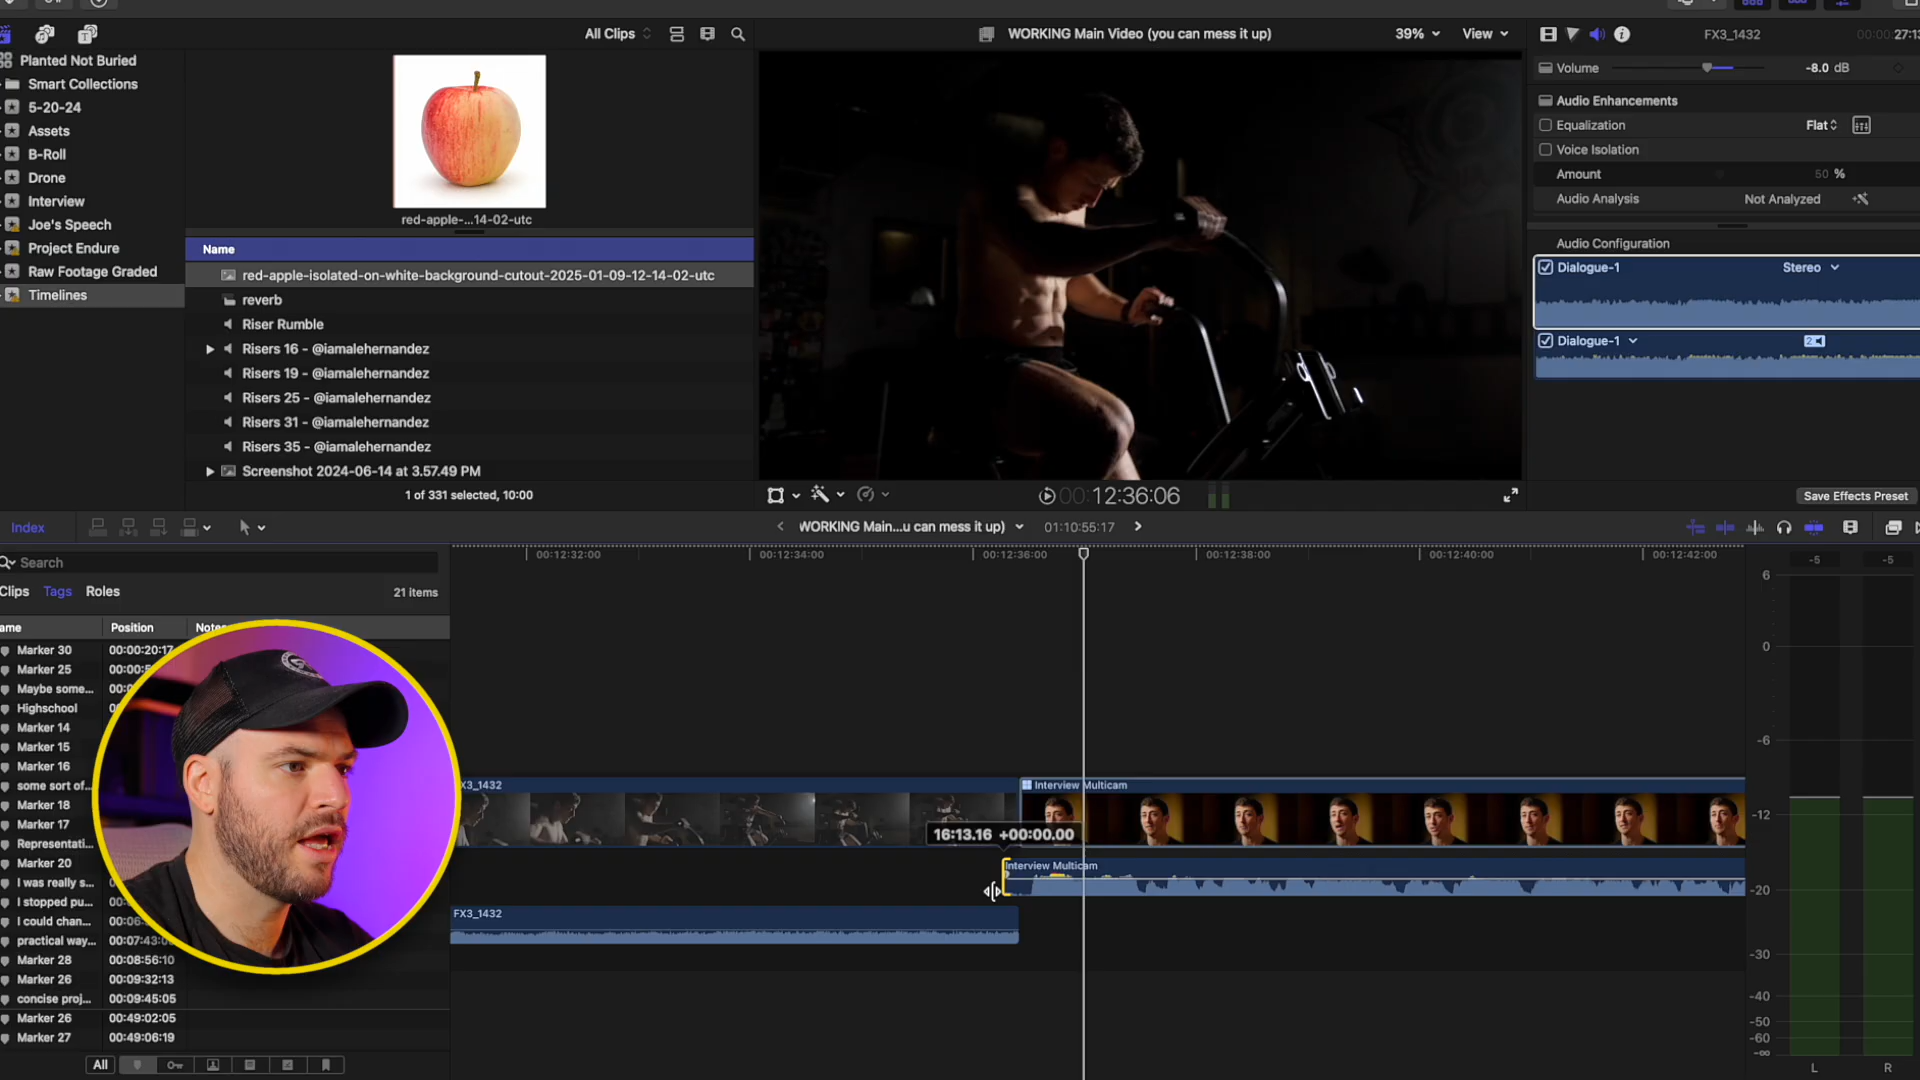 All Clips
WORKING Main Video (you can mess it up)
39%
View
FX3_1432
00:00:27:13
Planted Not Buried
Smart Collections
5-20-24
Assets
B-Roll
Drone
Interview
Joe's Speech
Project Endure
Raw Footage Graded
Timelines
red-apple-...14-02-utc
Name
red-apple-isolated-on-white-background-cutout-2025-01-09-12-14-02-utc
reverb
Riser Rumble
Risers 16 - @iamalehernandez
Risers 19 - @iamalehernandez
Risers 25 - @iamalehernandez
Risers 31 - @iamalehernandez
Risers 35 - @iamalehernandez
Screenshot 2024-06-14 at 3.57.49 PM
1 of 331 selected, 10:00
00:12:36:06
Volume
-8.0 dB
Audio Enhancements
Equalization
Flat
Voice Isolation
Amount
50 %
Audio Analysis
Not Analyzed
Audio Configuration
Dialogue-1
Stereo
Dialogue-1
2
Save Effects Preset
Index
WORKING Main...u can mess it up)
01:10:55:17
Search
Clips
Tags
Roles
21 items
ame
Position
Notes
Marker 30
00:00:20:17
Marker 25
00:00:5
Maybe some...
Highschool
Marker 14
Marker 15
Marker 16
some sort of...
Marker 18
Marker 17
Representati...
Marker 20
I was really s...
I stopped pu...
I could chan...
00:06:
practical way...
00:07:43:0
Marker 28
00:08:56:10
Marker 26
00:09:32:13
concise proj...
00:09:45:05
Marker 26
00:49:02:05
Marker 27
00:49:06:19
All
00:12:32:00
00:12:34:00
00:12:36:00
00:12:38:00
00:12:40:00
00:12:42:00
X3_1432
Interview Multicam
16:13.16 +00:00.00
Interview Multicam
FX3_1432
-5
-5
6
0
-6
-12
-20
-30
-40
-50
-60
-∞
L
R